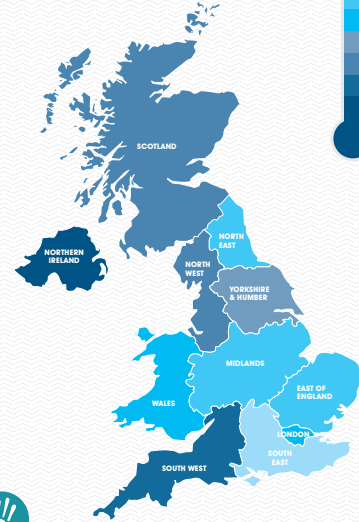 SCOTLAND
NORTH
EAST
NORTHERN
IRELAND
NORTH
WEST
YORKSHIRE
& HUMBER
MIDLANDS
EAST OF
ENGLAND
WALES
LONDON
SOUTH
EAST
SOUTH WEST